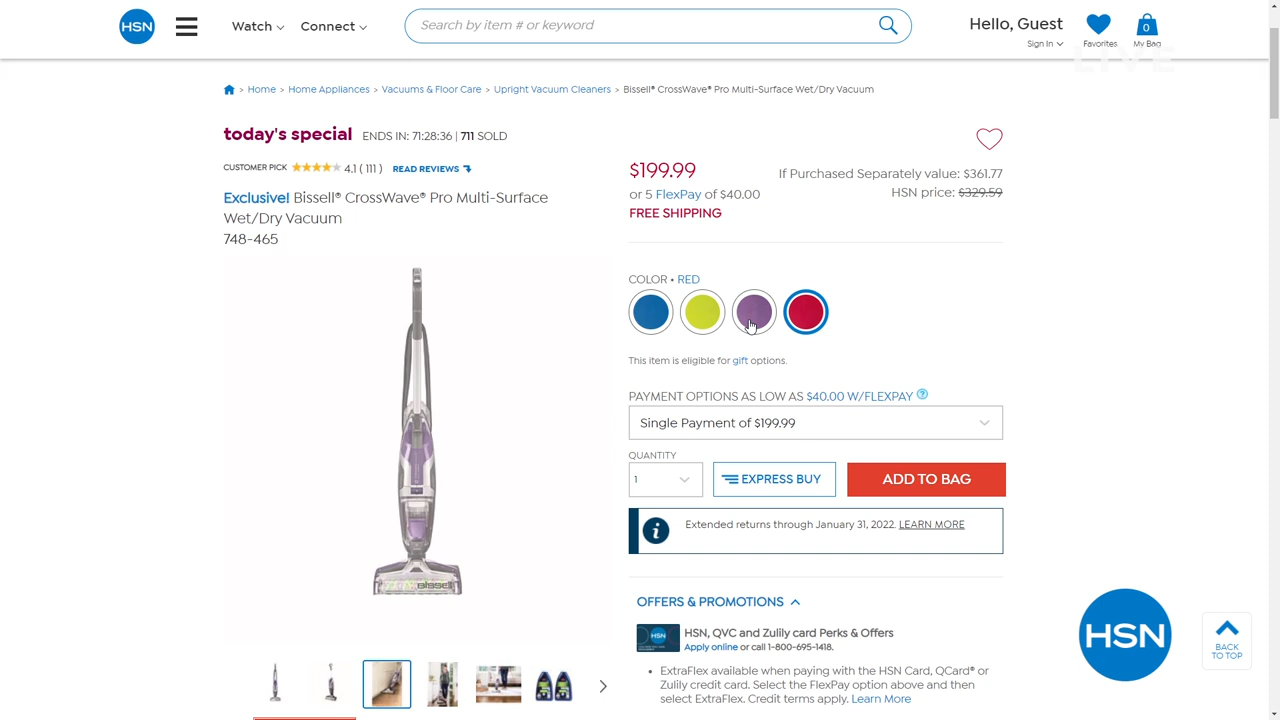 HSN
Watch
Connect
Search by item # or keyword
Hello, Guest
Sign In
Favorites
0
My Bag
LIVE
> Home > Home Appliances > Vacuums & Floor Care > Upright Vacuum Cleaners > Bissell® CrossWave® Pro Multi-Surface Wet/Dry Vacuum
today's special ENDS IN: 71:28:36 | 711 SOLD
CUSTOMER PICK 4.1 ( 111 ) READ REVIEWS
Exclusive! Bissell® CrossWave® Pro Multi-Surface
Wet/Dry Vacuum
748-465
BISSELL
$199.99
If Purchased Separately value: $361.77
or 5 FlexPay of $40.00
HSN price: $329.59
FREE SHIPPING
COLOR • RED
This item is eligible for gift options.
PAYMENT OPTIONS AS LOW AS $40.00 W/FLEXPAY ?
Single Payment of $199.99
QUANTITY
1
EXPRESS BUY
ADD TO BAG
i
Extended returns through January 31, 2022. LEARN MORE
OFFERS & PROMOTIONS
HSN
HSN, QVC and Zulily card Perks & Offers
Apply online or call 1-800-695-1418.
• ExtraFlex available when paying with the HSN Card, QCard® or
Zulily credit card. Select the FlexPay option above and then
select ExtraFlex. Credit terms apply. Learn More
HSN
BACK
TO TOP